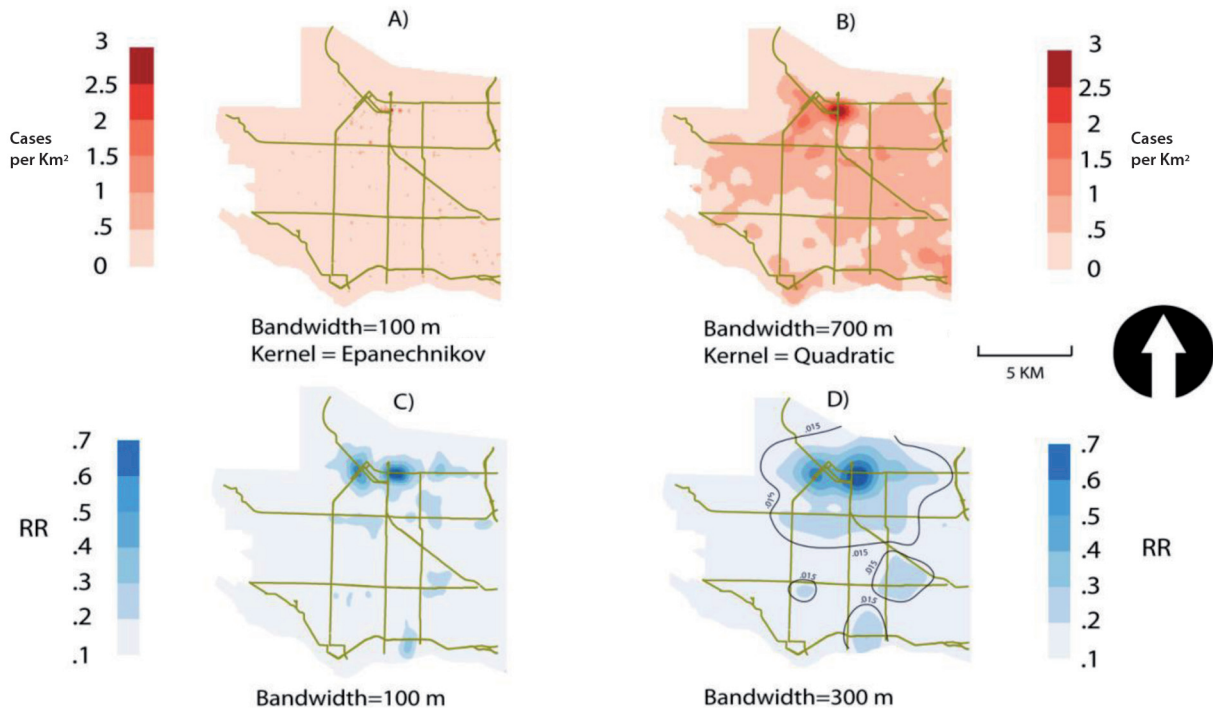 A)
B)
3
2.5
2
1.5
1
.5
0
Cases
per Km²
3
2.5
2
1.5
1
.5
0
Cases
per Km²
Bandwidth=100 m
Kernel = Epanechnikov
Bandwidth=700 m
Kernel = Quadratic
5 KM
C)
D)
.7
.6
.5
.4
.3
.2
.1
RR
.015
.015
.015
.015
.015
.015
.7
.6
.5
.4
.3
.2
.1
RR
Bandwidth=100 m
Bandwidth=300 m